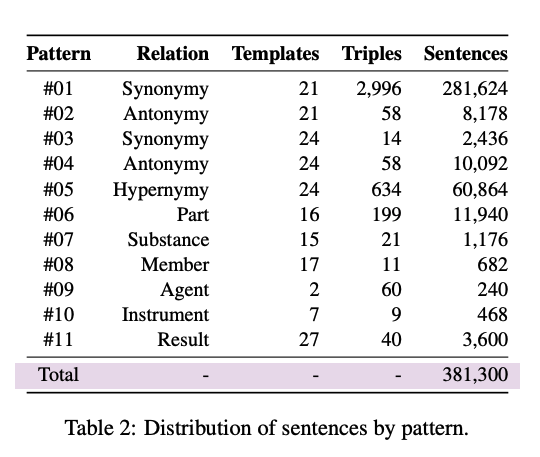 Pattern Relation Templates Triples Sentences
#01 Synonymy 21 2,996 281,624
#02 Antonymy 21 58 8,178
#03 Synonymy 24 14 2,436
#04 Antonymy 24 58 10,092
#05 Hypernymy 24 634 60,864
#06 Part 16 199 11,940
#07 Substance 15 21 1,176
#08 Member 17 11 682
#09 Agent 2 60 240
#10 Instrument 7 9 468
#11 Result 27 40 3,600
Total - - - 381,300
Table 2: Distribution of sentences by pattern.